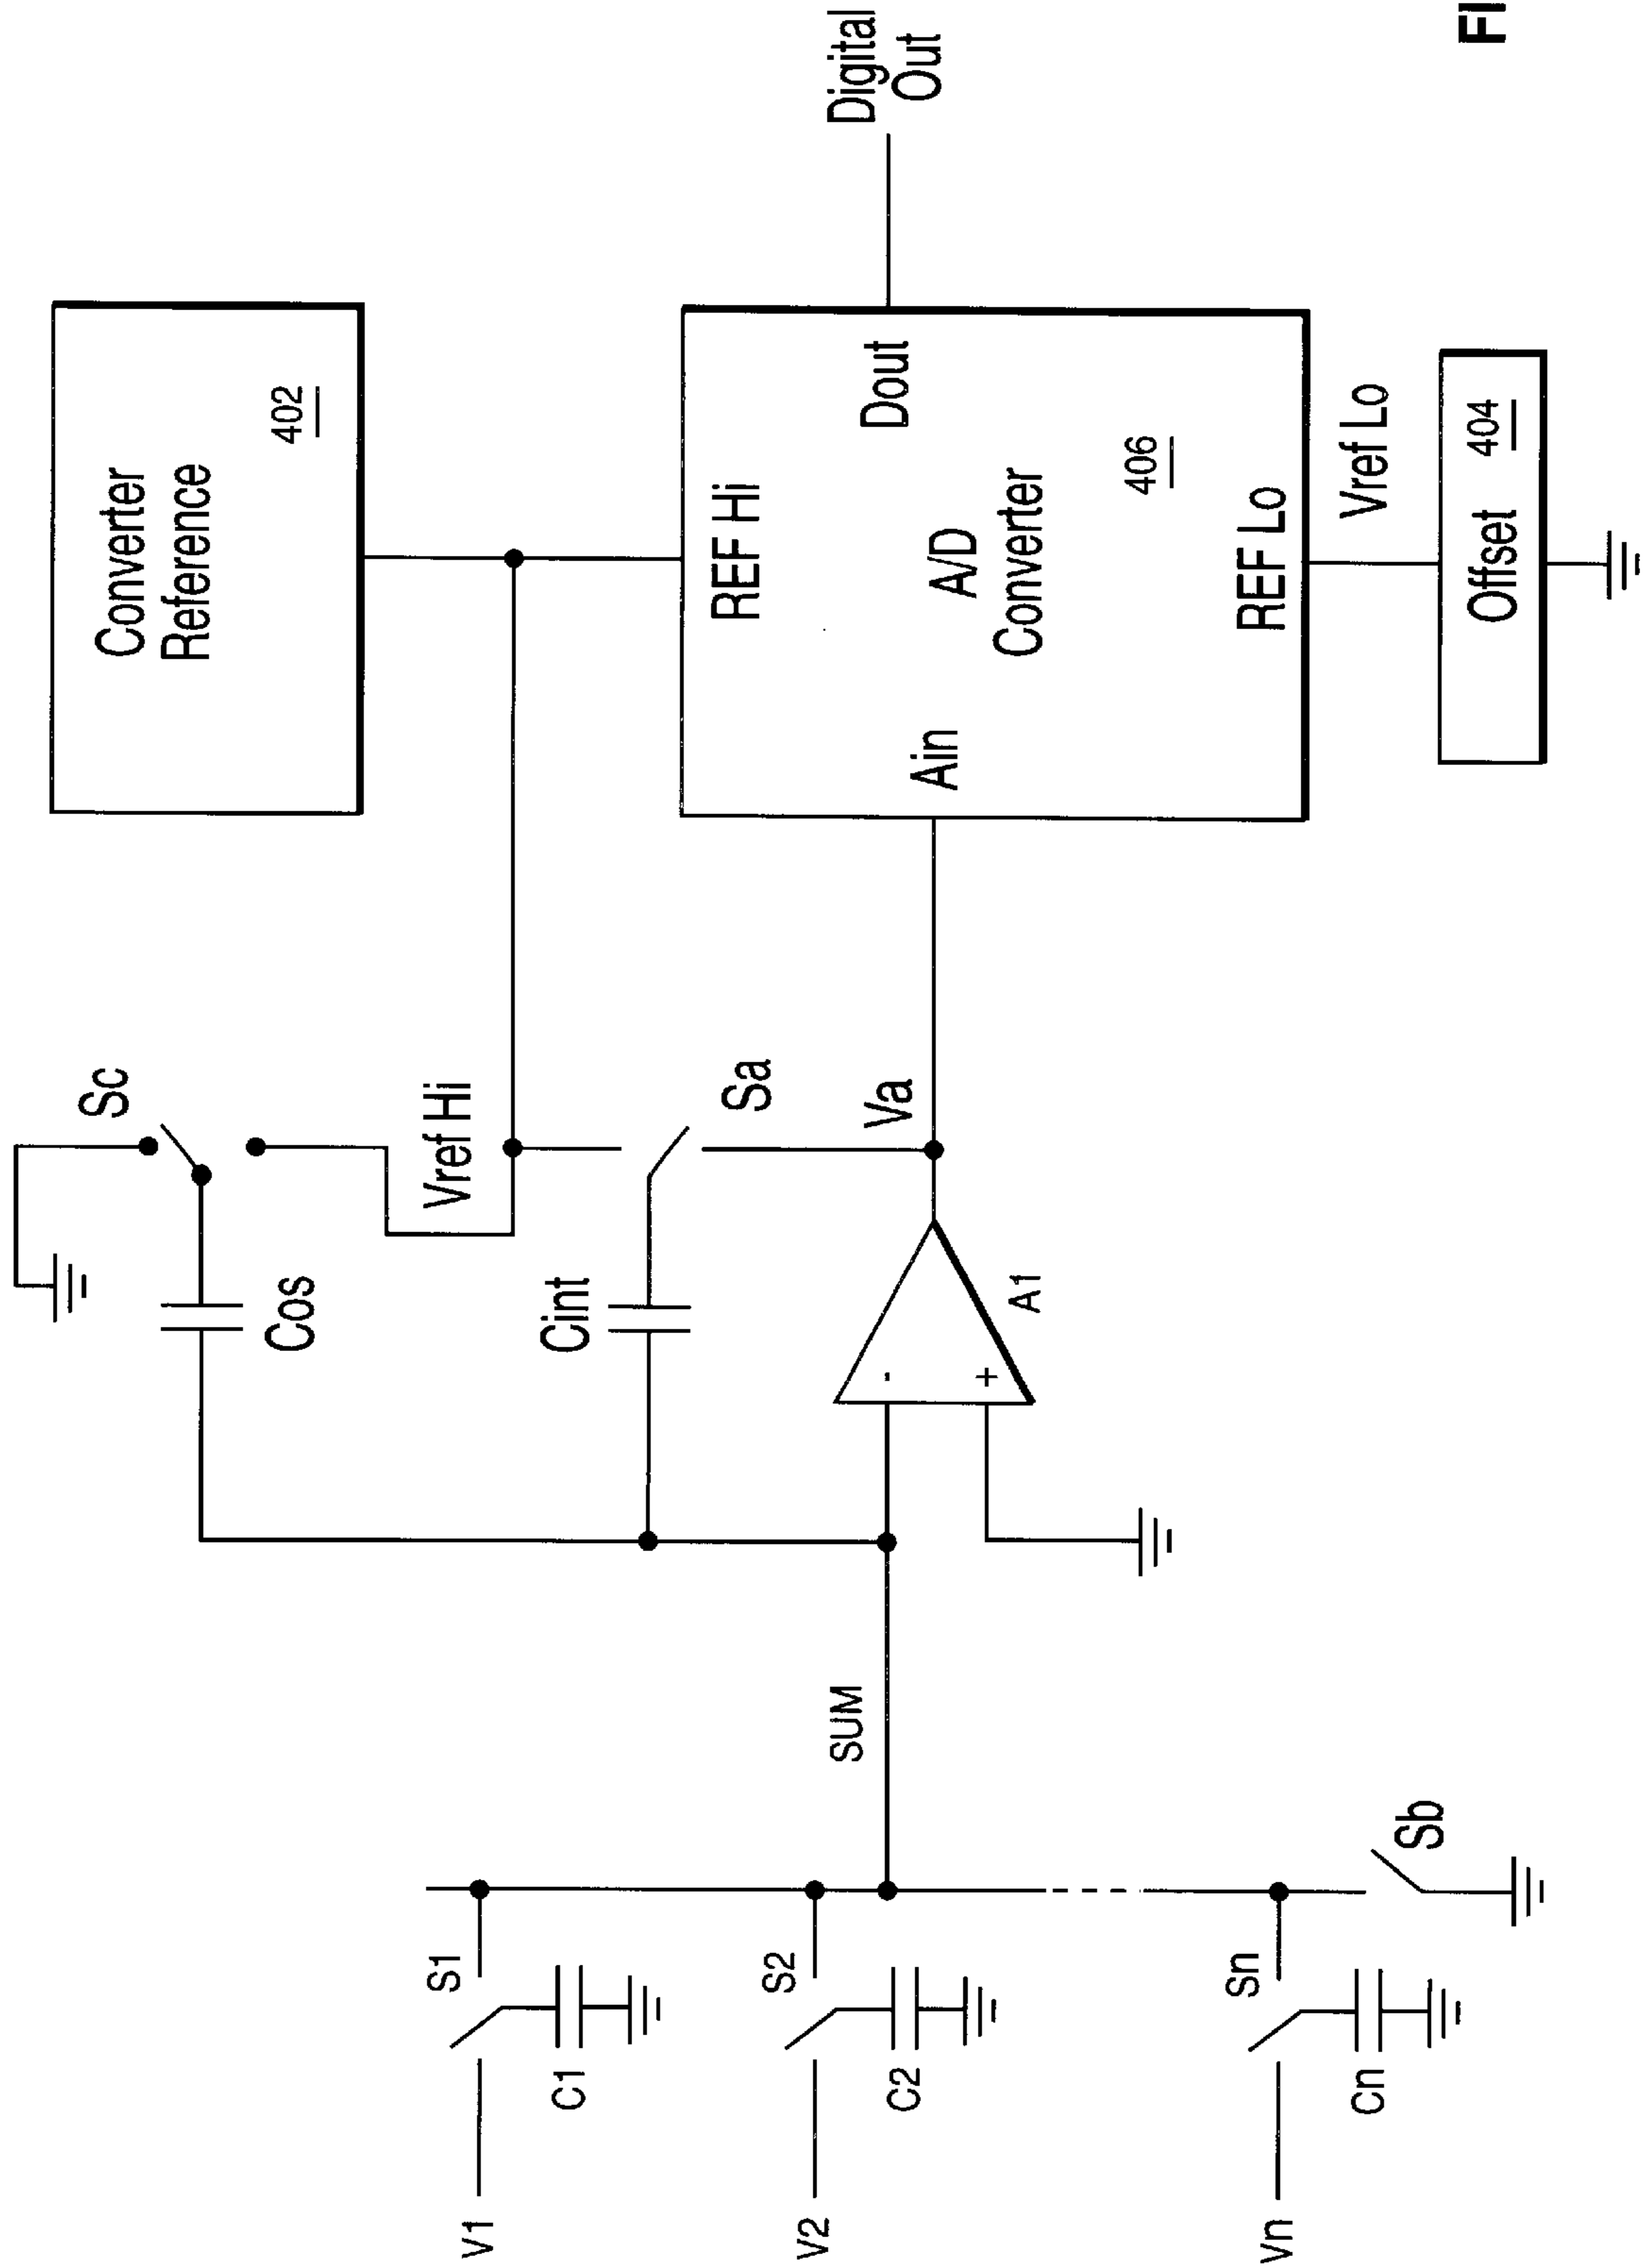 Converter
Reference
402
Sc
Cos
Vref Hi
Cint
Sa
Va
A1
-
+
SUM
REF Hi
Ain
A/D
Converter
406
Dout
REF Lo
Digital
Out
Vref Lo
Offset 404
V1
S1
C1
V2
S2
C2
Vn
Sn
Cn
Sb
FI